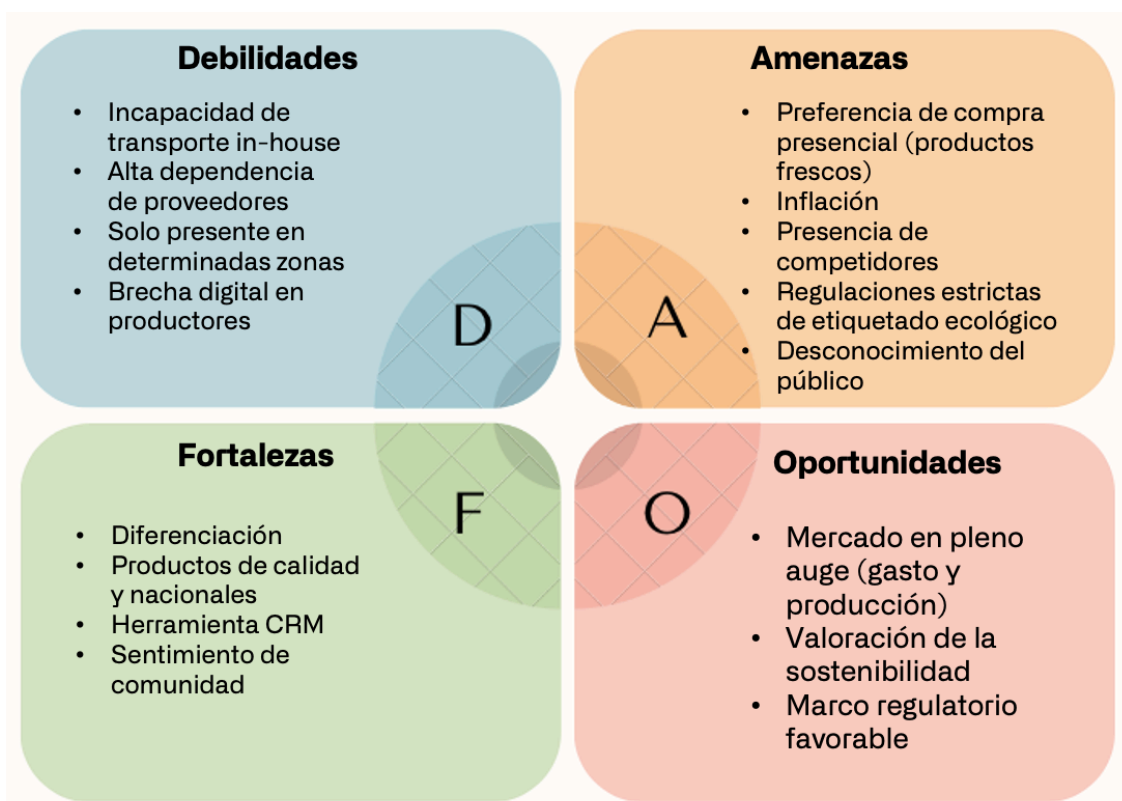 Debilidades
• Incapacidad de
transporte in-house
• Alta dependencia
de proveedores
• Solo presente en
determinadas zonas
• Brecha digital en
productores
D
Amenazas
• Preferencia de compra
presencial (productos
frescos)
• Inflación
• Presencia de
competidores
• Regulaciones estrictas
de etiquetado ecológico
• Desconocimiento del
público
A
Fortalezas
• Diferenciación
• Productos de calidad
y nacionales
• Herramienta CRM
• Sentimiento de
comunidad
F
Oportunidades
• Mercado en pleno
auge (gasto y
producción)
• Valoración de la
sostenibilidad
• Marco regulatorio
favorable
O